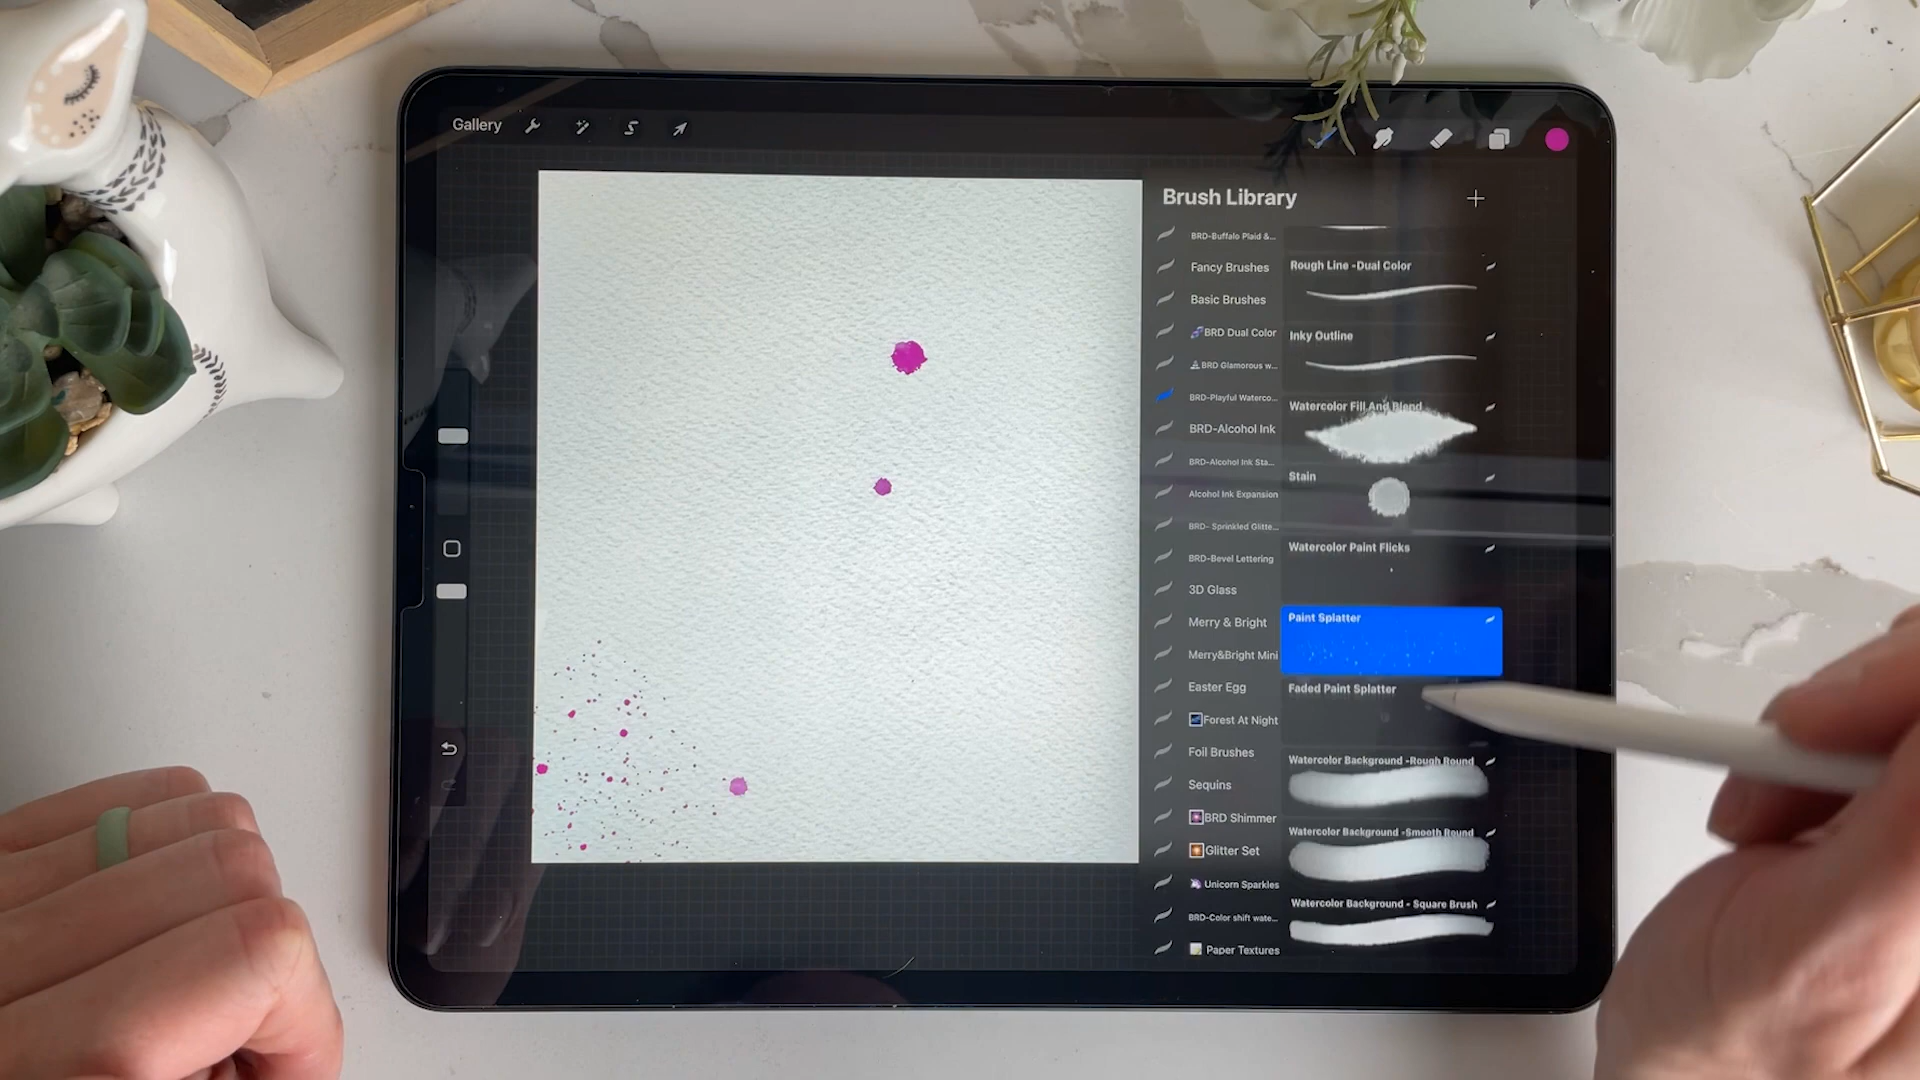 Gallery
Brush Library
BRD-Buffalo Plaid &...
Fancy Brushes
Basic Brushes
BRD Dual Color
BRD Glamorous w...
BRD-Playful Waterco...
BRD-Alcohol Ink
BRD-Alcohol Ink Sta...
Alcohol Ink Expansion
BRD- Sprinkled Glitte...
BRD-Bevel Lettering
3D Glass
Merry & Bright
Merry&Bright Mini
Easter Egg
Forest At Night
Foil Brushes
Sequins
BRD Shimmer
Glitter Set
Unicorn Sparkles
BRD-Color shift wate...
Paper Textures
Rough Line -Dual Color
Inky Outline
Watercolor Fill And Blend
Stain
Watercolor Paint Flicks
Paint Splatter
Faded Paint Splatter
Watercolor Background -Rough Round
Watercolor Background -Smooth Round
Watercolor Background - Square Brush